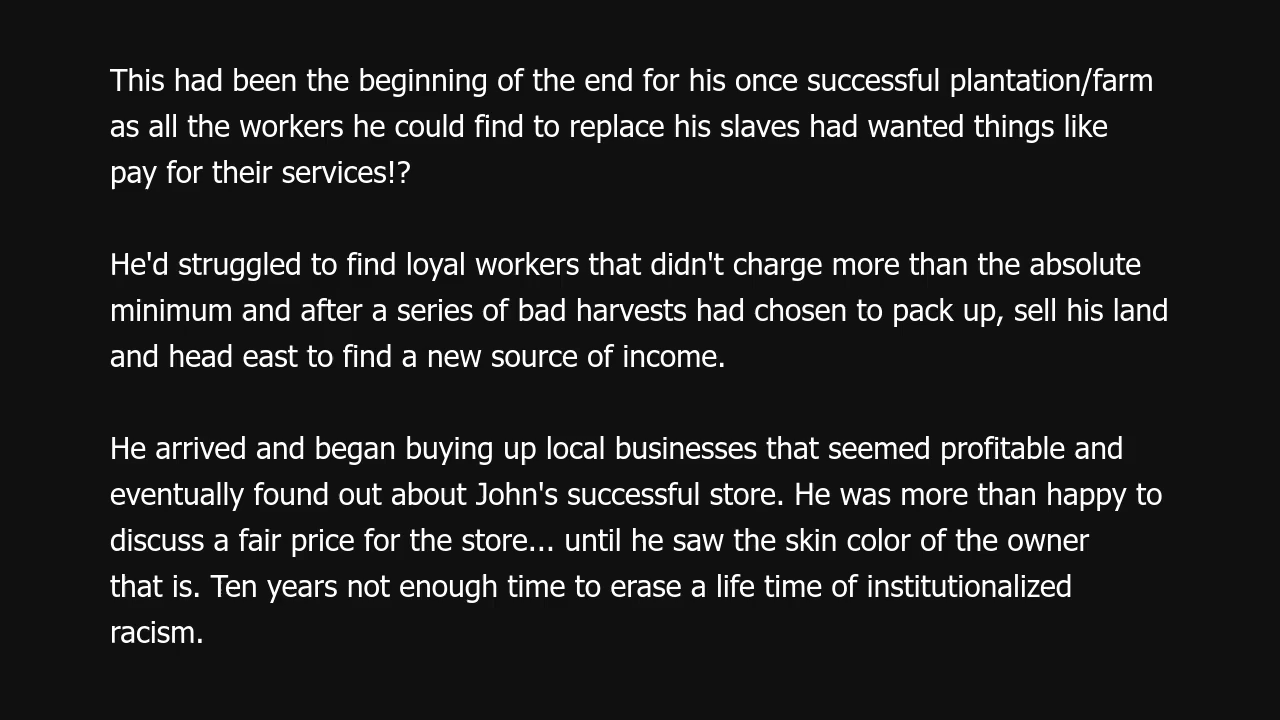 This had been the beginning of the end for his once successful plantation/farm
as all the workers he could find to replace his slaves had wanted things like
pay for their services!?
He'd struggled to find loyal workers that didn't charge more than the absolute
minimum and after a series of bad harvests had chosen to pack up, sell his land
and head east to find a new source of income.
He arrived and began buying up local businesses that seemed profitable and
eventually found out about John's successful store. He was more than happy to
discuss a fair price for the store... until he saw the skin color of the owner
that is. Ten years not enough time to erase a life time of institutionalized
racism.